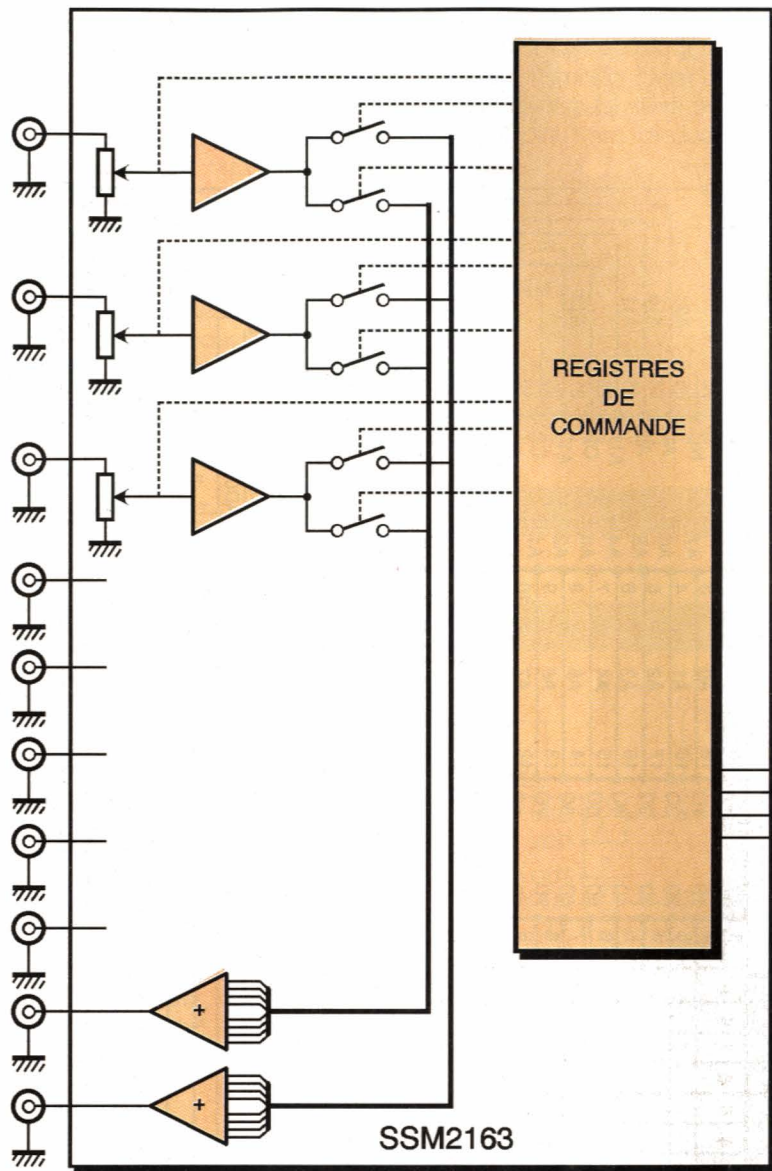 REGISTRES
DE
COMMANDE
+
+
SSM2163